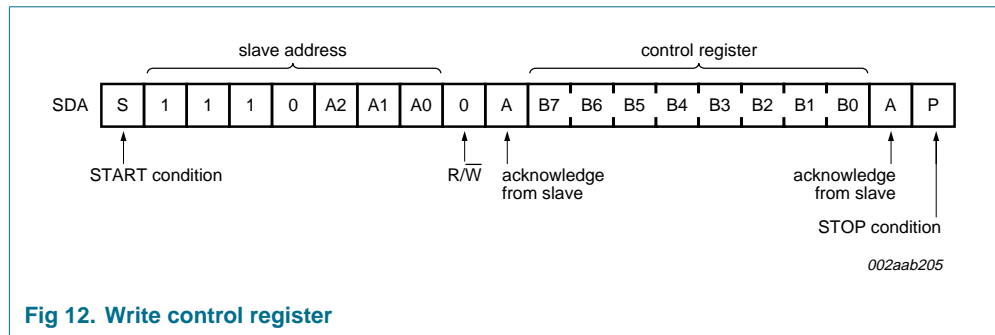 slave address control register
SDA S 1 1 1 0 A2 A1 A0 0 A B7 B6 B5 B4 B3 B2 B1 B0 A P
START condition R/W̅ acknowledge from slave acknowledge from slave
STOP condition
002aab205
Fig 12. Write control register